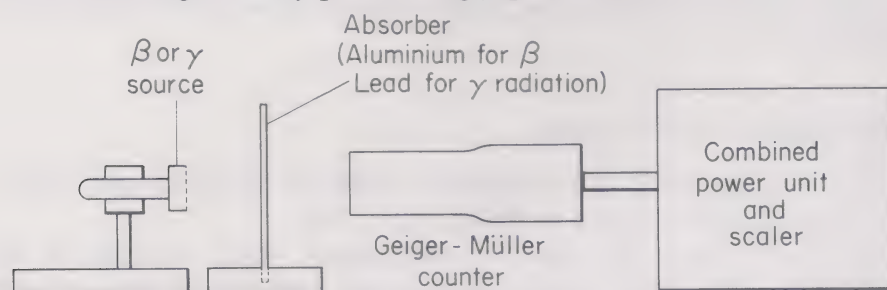 Absorber
(Aluminium for β
Lead for γ radiation)
β or γ
source
Combined
power unit
and
scaler
Geiger-Müller
counter